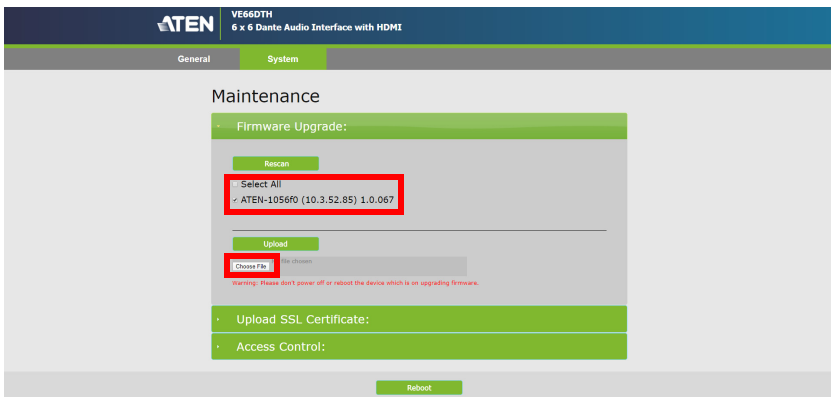 ATEN
VE66DTH
6 x 6 Dante Audio Interface with HDMI
General System
Maintenance
Firmware Upgrade:
Rescan
Select All
ATEN-1056f0 (10.3.52.85) 1.0.067
Upload
Choose File file chosen
Warning: Please don't power off or reboot the device which is on upgrading firmware.
Upload SSL Certificate:
Access Control:
Reboot